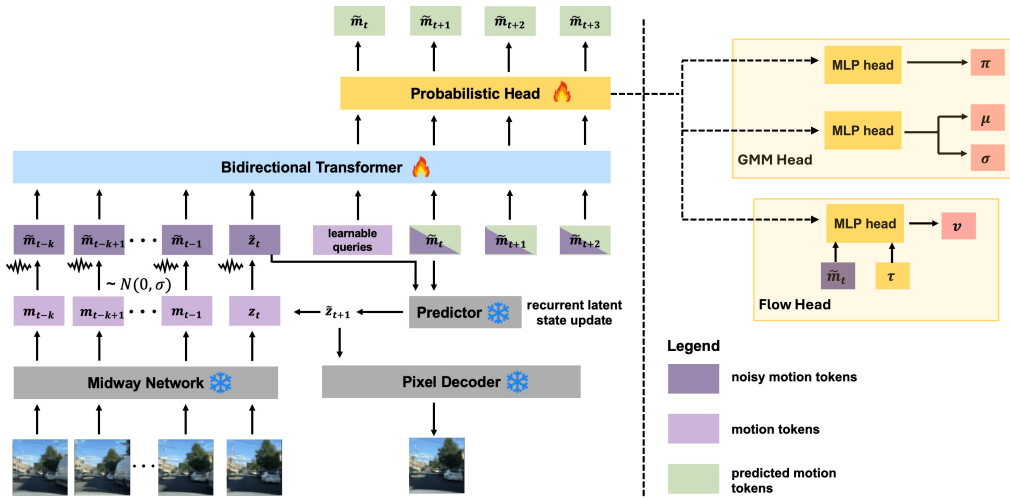 m̃ₜ m̃ₜ₊₁ m̃ₜ₊₂ m̃ₜ₊₃
Probabilistic Head
Bidirectional Transformer
m̃ₜ₋ₖ m̃ₜ₋ₖ₊₁ ... m̃ₜ₋₁ z̃ₜ
learnable
queries
m̃ₜ m̃ₜ₊₁ m̃ₜ₊₂
~ N(0, σ)
mₜ₋ₖ mₜ₋ₖ₊₁ ... mₜ₋₁ zₜ
z̃ₜ₊₁
Predictor
recurrent latent
state update
Midway Network
Pixel Decoder
...
MLP head
π
MLP head
μ
σ
GMM Head
MLP head
v
m̃ₜ
τ
Flow Head
Legend
noisy motion tokens
motion tokens
predicted motion
tokens